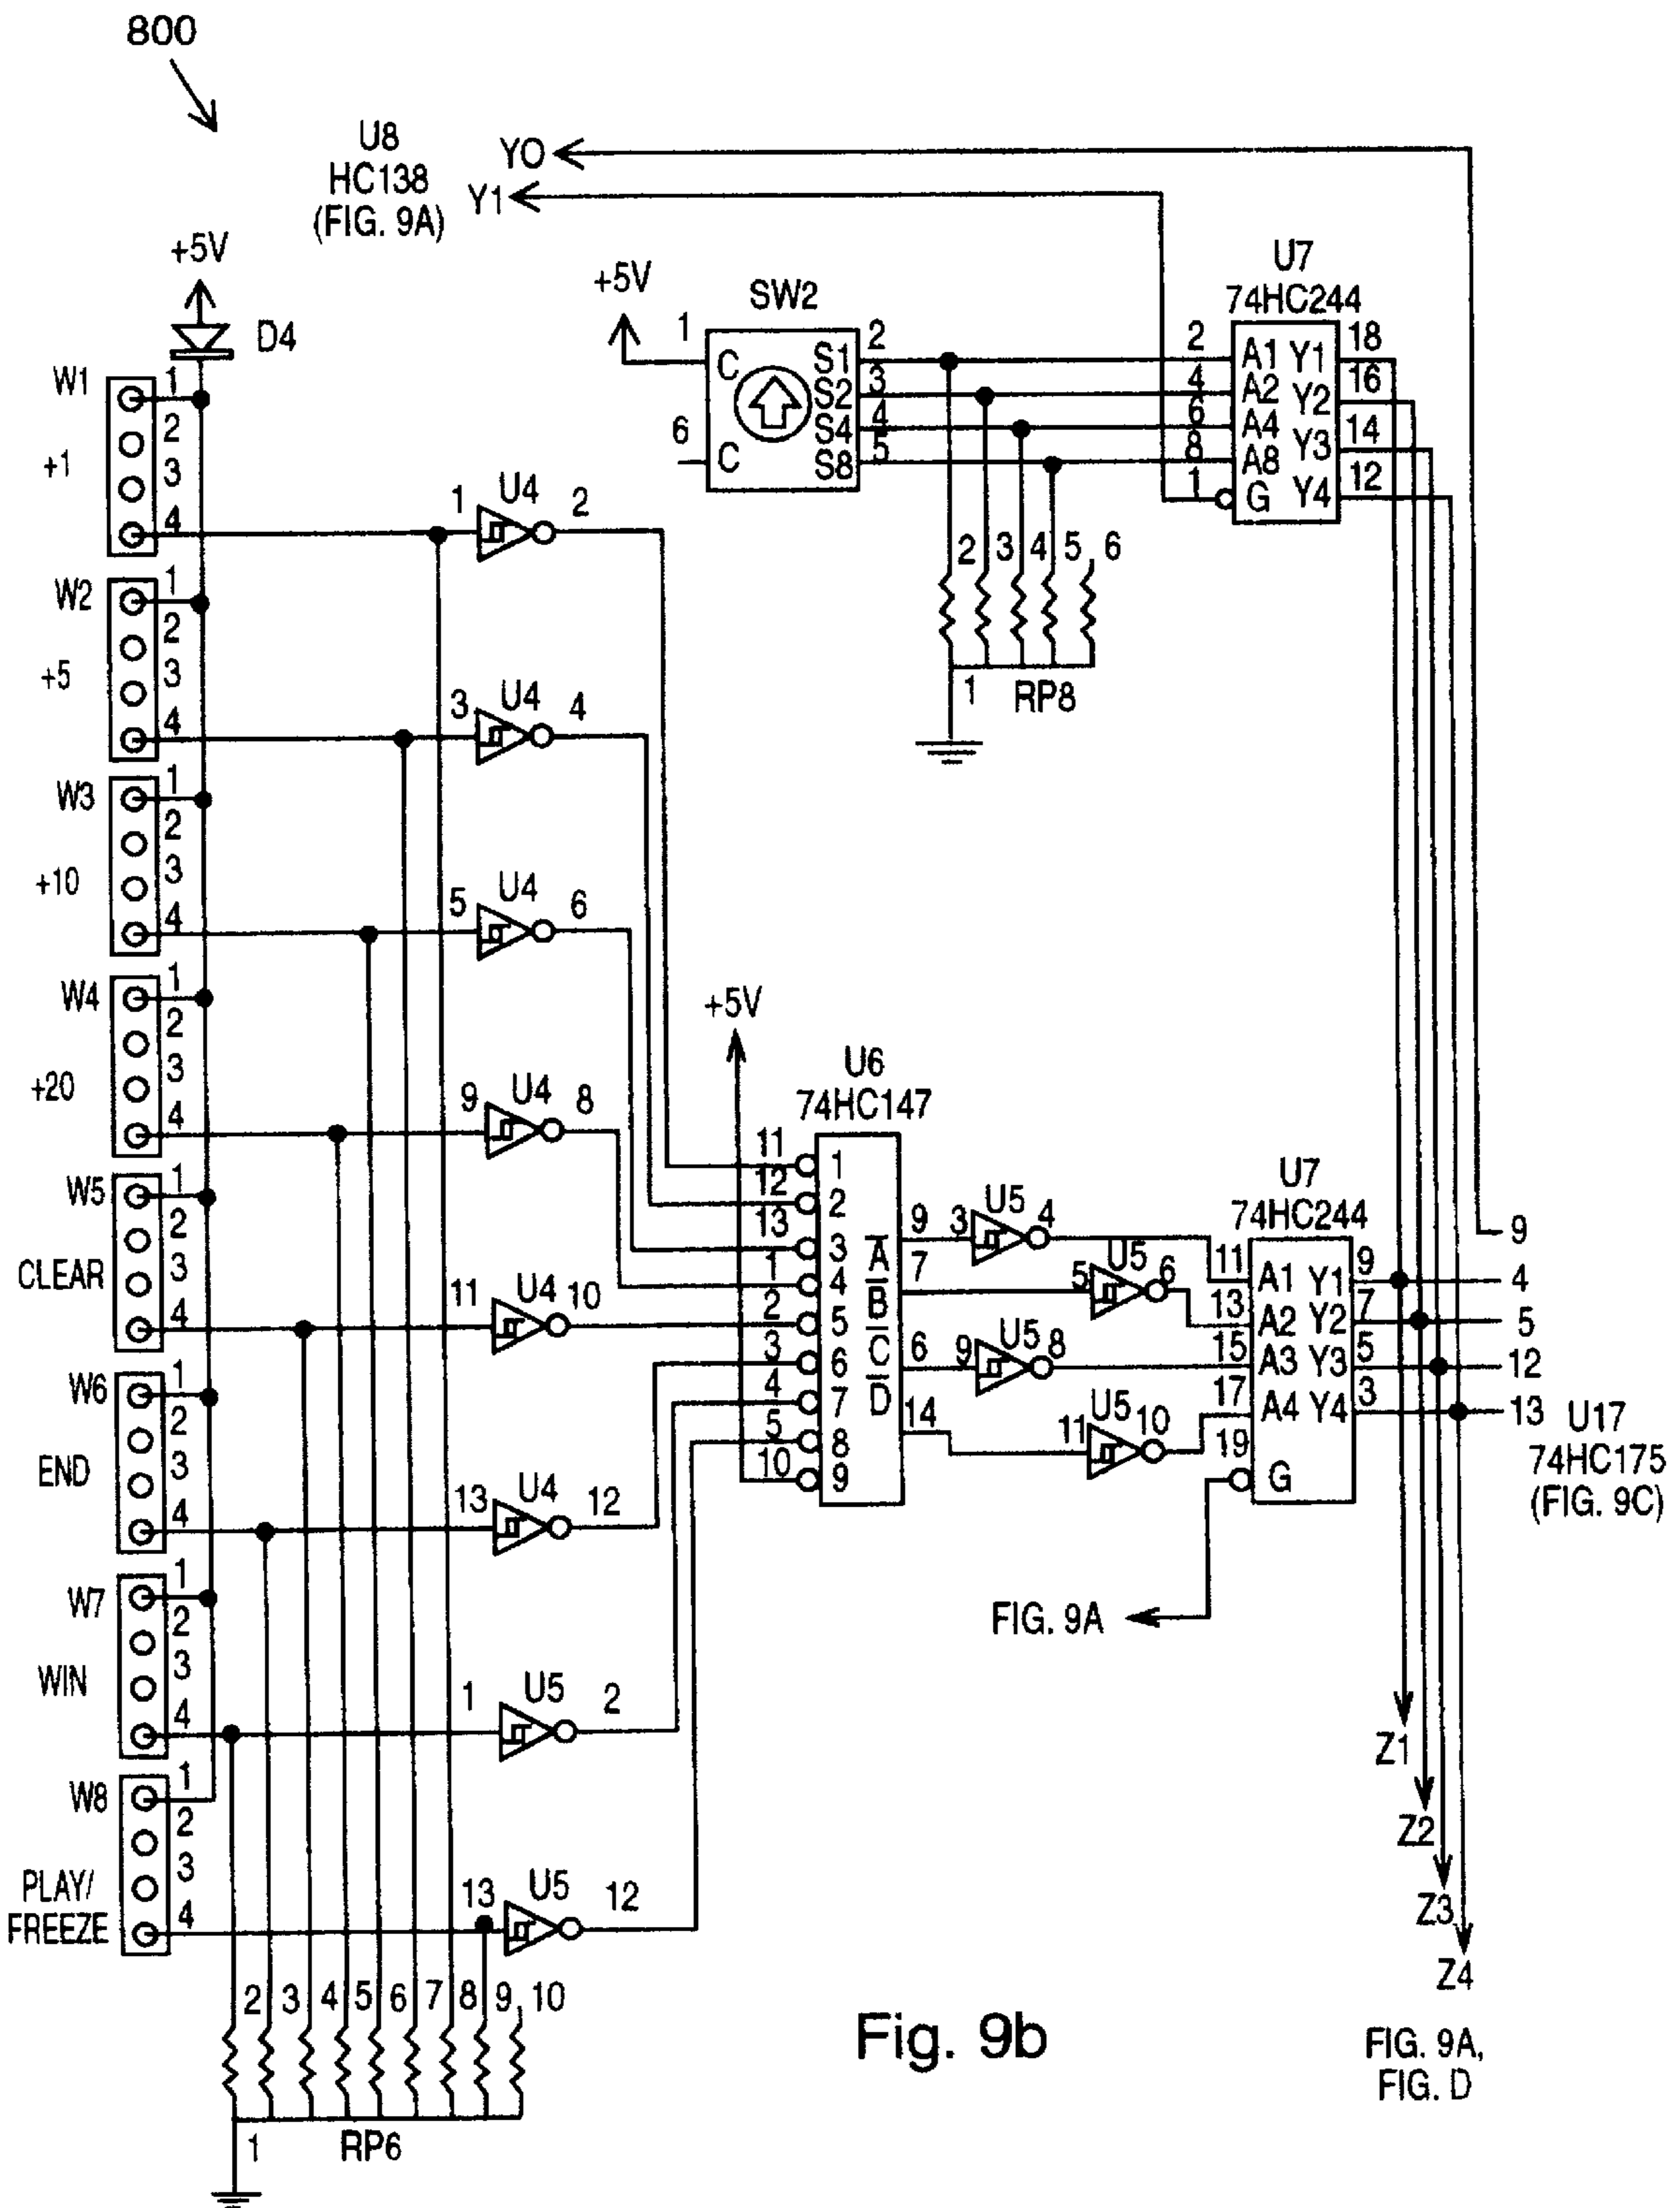 800
U8
HC138
(FIG. 9A)
YO
Y1
+5V
D4
+5V
SW2
1
6
C
C
S1
S2
S4
S8
2
3
4
5
U7
74HC244
2
4
6
8
1
A1
A2
A4
A8
G
Y1
Y2
Y3
Y4
18
16
14
12
2
3
4
5
6
1
RP8
W1
+1
1
2
3
4
1
U4
2
W2
+5
1
2
3
4
3
U4
4
W3
+10
1
2
3
4
5
U4
6
W4
+20
1
2
3
4
9
U4
8
W5
CLEAR
1
2
3
4
11
U4
10
W6
END
1
2
3
4
13
U4
12
W7
WIN
1
2
3
4
1
U5
2
W8
PLAY/
FREEZE
1
2
3
4
13
U5
12
+5V
U6
74HC147
11
12
13
1
2
3
4
5
10
1
2
3
4
5
6
7
8
9
A
B
C
D
9
7
6
14
3
U5
4
5
U5
6
9
U5
8
11
U5
10
U7
74HC244
11
13
15
17
19
A1
A2
A3
A4
G
Y1
Y2
Y3
Y4
9
7
5
3
9
4
5
12
13
U17
74HC175
(FIG. 9C)
FIG. 9A
Z1
Z2
Z3
Z4
FIG. 9A,
FIG. D
2
3
4
5
6
7
8
9
10
1
RP6
Fig. 9b